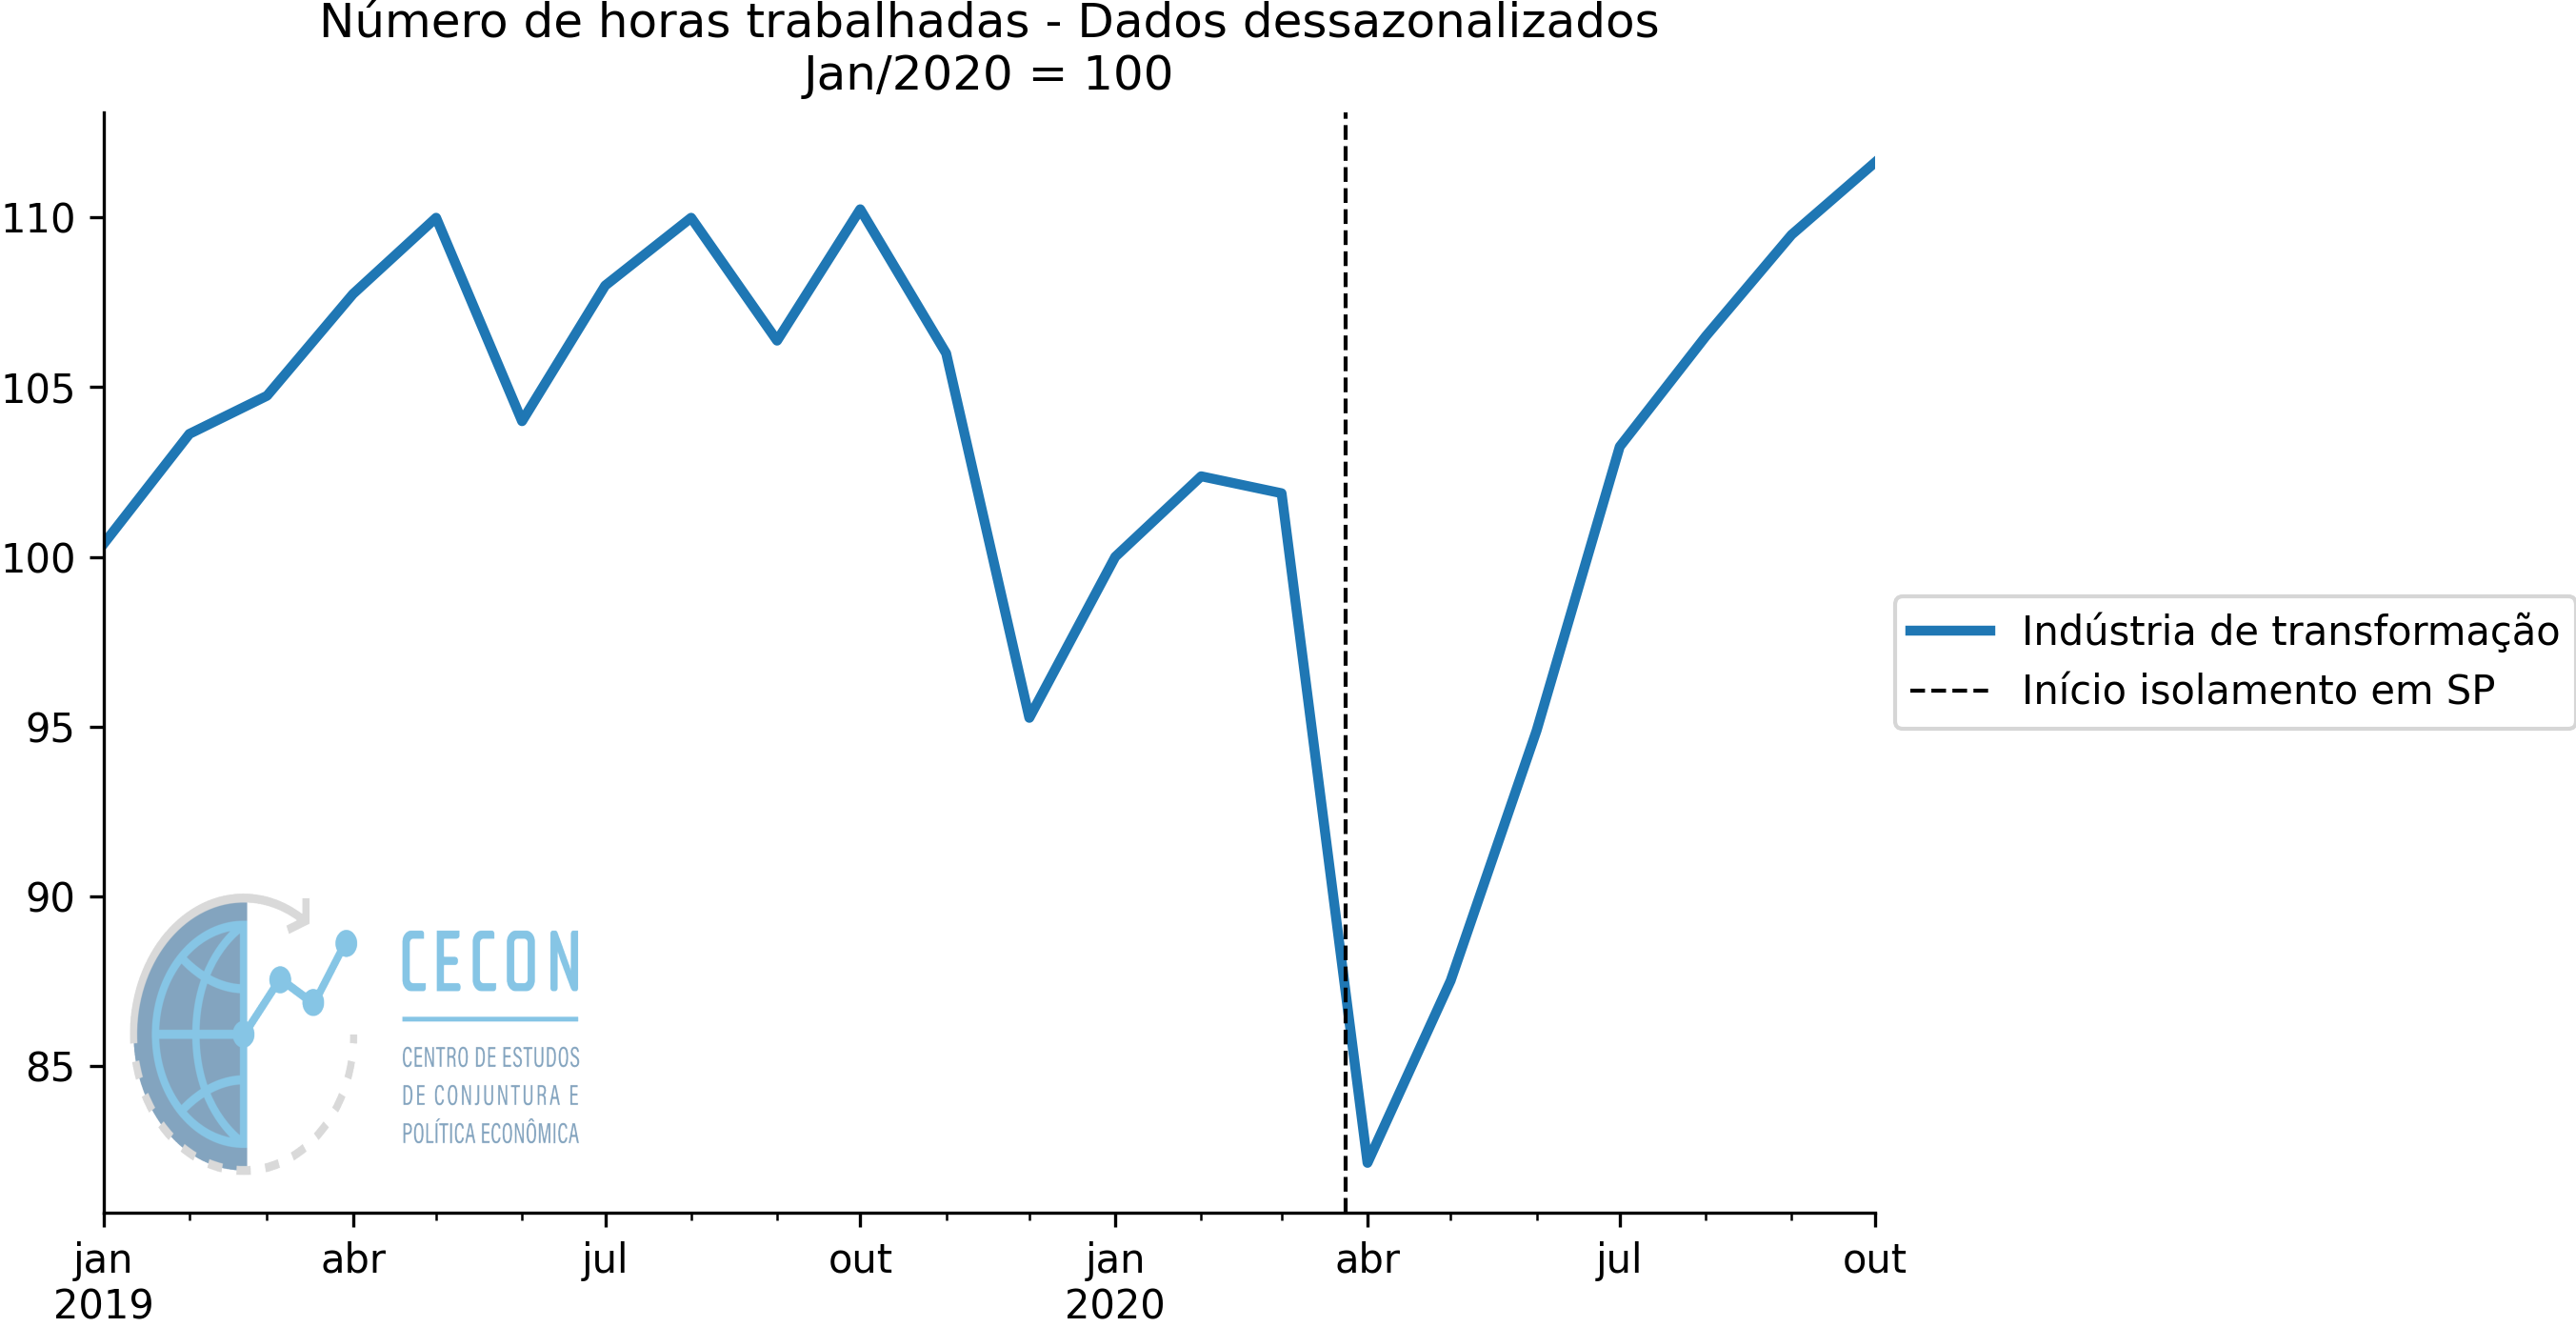 Número de horas trabalhadas - Dados dessazonalizados
Jan/2020 = 100
110
105
100
95
90
85
CECON
CENTRO DE ESTUDOS
DE CONJUNTURA E
POLÍTICA ECONÔMICA
jan abr jul out jan abr jul out
2019 2020
Indústria de transformação
Início isolamento em SP